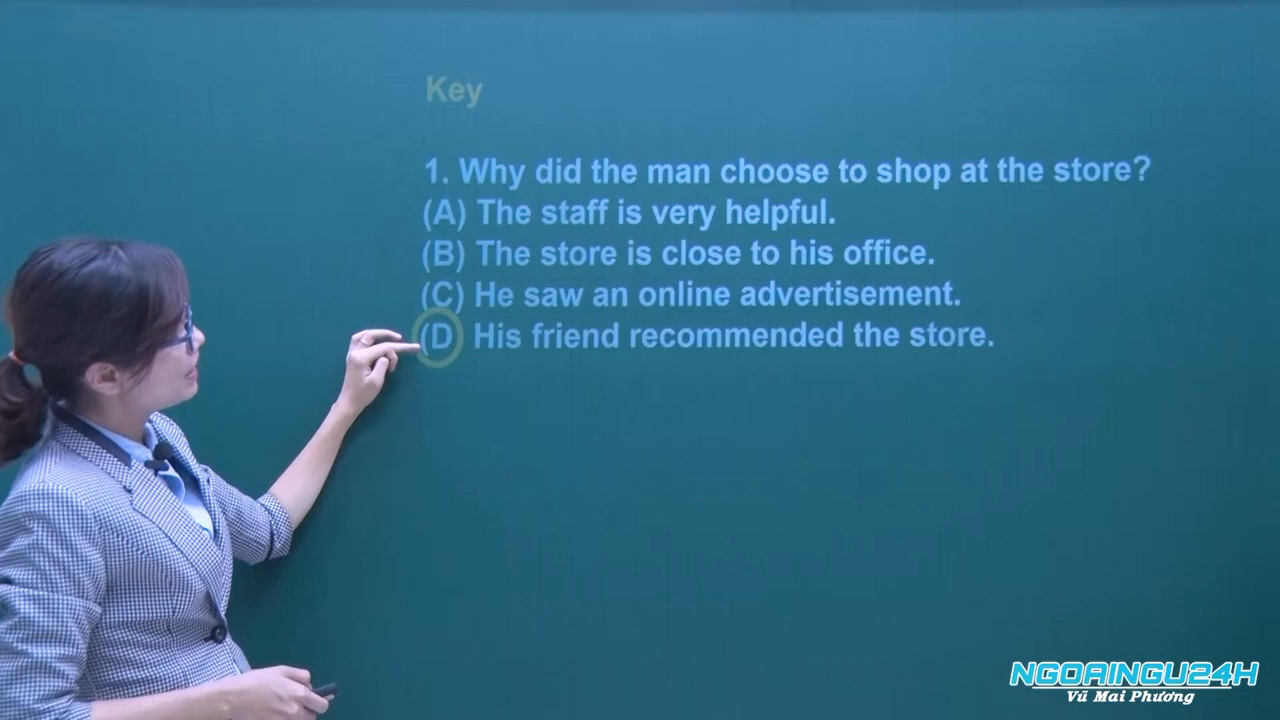 Key
1. Why did the man choose to shop at the store?
(A) The staff is very helpful.
(B) The store is close to his office.
(C) He saw an online advertisement.
(D His friend recommended the store.
NGOAINGU24H
Vũ Mai Phương